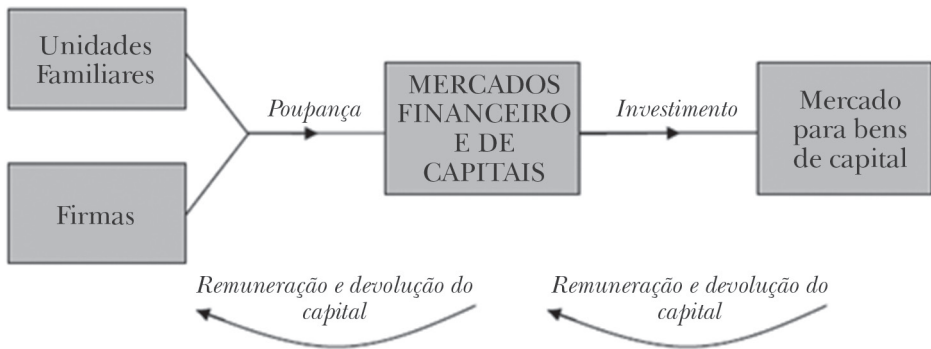 Unidades
Familiares
Firmas
Poupança
MERCADOS
FINANCEIRO
E DE
CAPITAIS
Investimento
Mercado
para bens
de capital
Remuneração e devolução do
capital
Remuneração e devolução do
capital